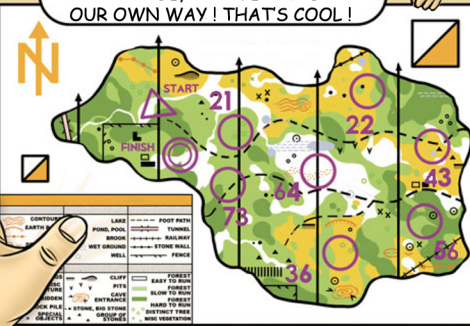 OUR OWN WAY ! THAT'S COOL !
N
START
21
22
FINISH
43
64
73
56
36
CONTOURS
LAKE
FOOT PATH
POND, POOL
TUNNEL
BROOK
RAILWAY
WET GROUND
STONE WALL
WELL
FENCE
CLIFF
FOREST
EASY TO RUN
PITS
FOREST
SLOW TO RUN
CAVE
ENTRANCE
FOREST
HARD TO RUN
STONE, BIG STONE
DISTINCT TREE
SPECIAL
OBJECTS
GROUP OF
STONES
MISC VEGETATION